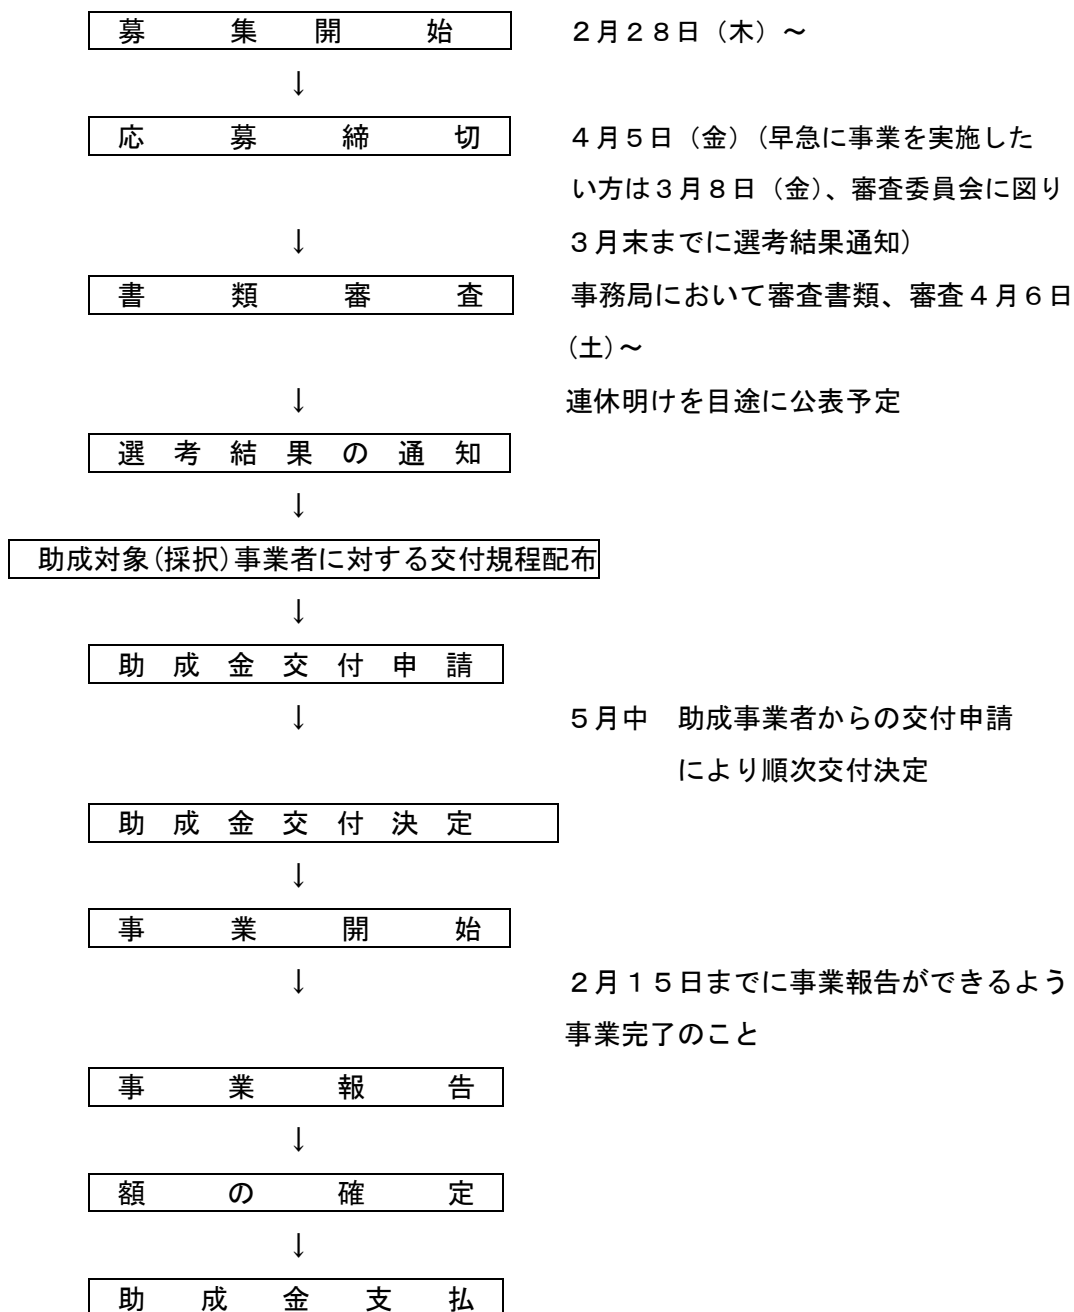 募集開始 ２月２８日（木）～
↓
応募締切 ４月５日（金）（早急に事業を実施した
い方は３月８日（金）、審査委員会に図り
↓ ３月末までに選考結果通知）
書類審査 事務局において審査書類、審査４月６日
（土）～
↓ 連休明けを目途に公表予定
選考結果の通知
↓
助成対象（採択）事業者に対する交付規程配布
↓
助成金交付申請
↓ ５月中　助成事業者からの交付申請
により順次交付決定
助成金交付決定
↓
事業開始
↓ ２月１５日までに事業報告ができるよう
事業完了のこと
事業報告
↓
額の確定
↓
助成金支払